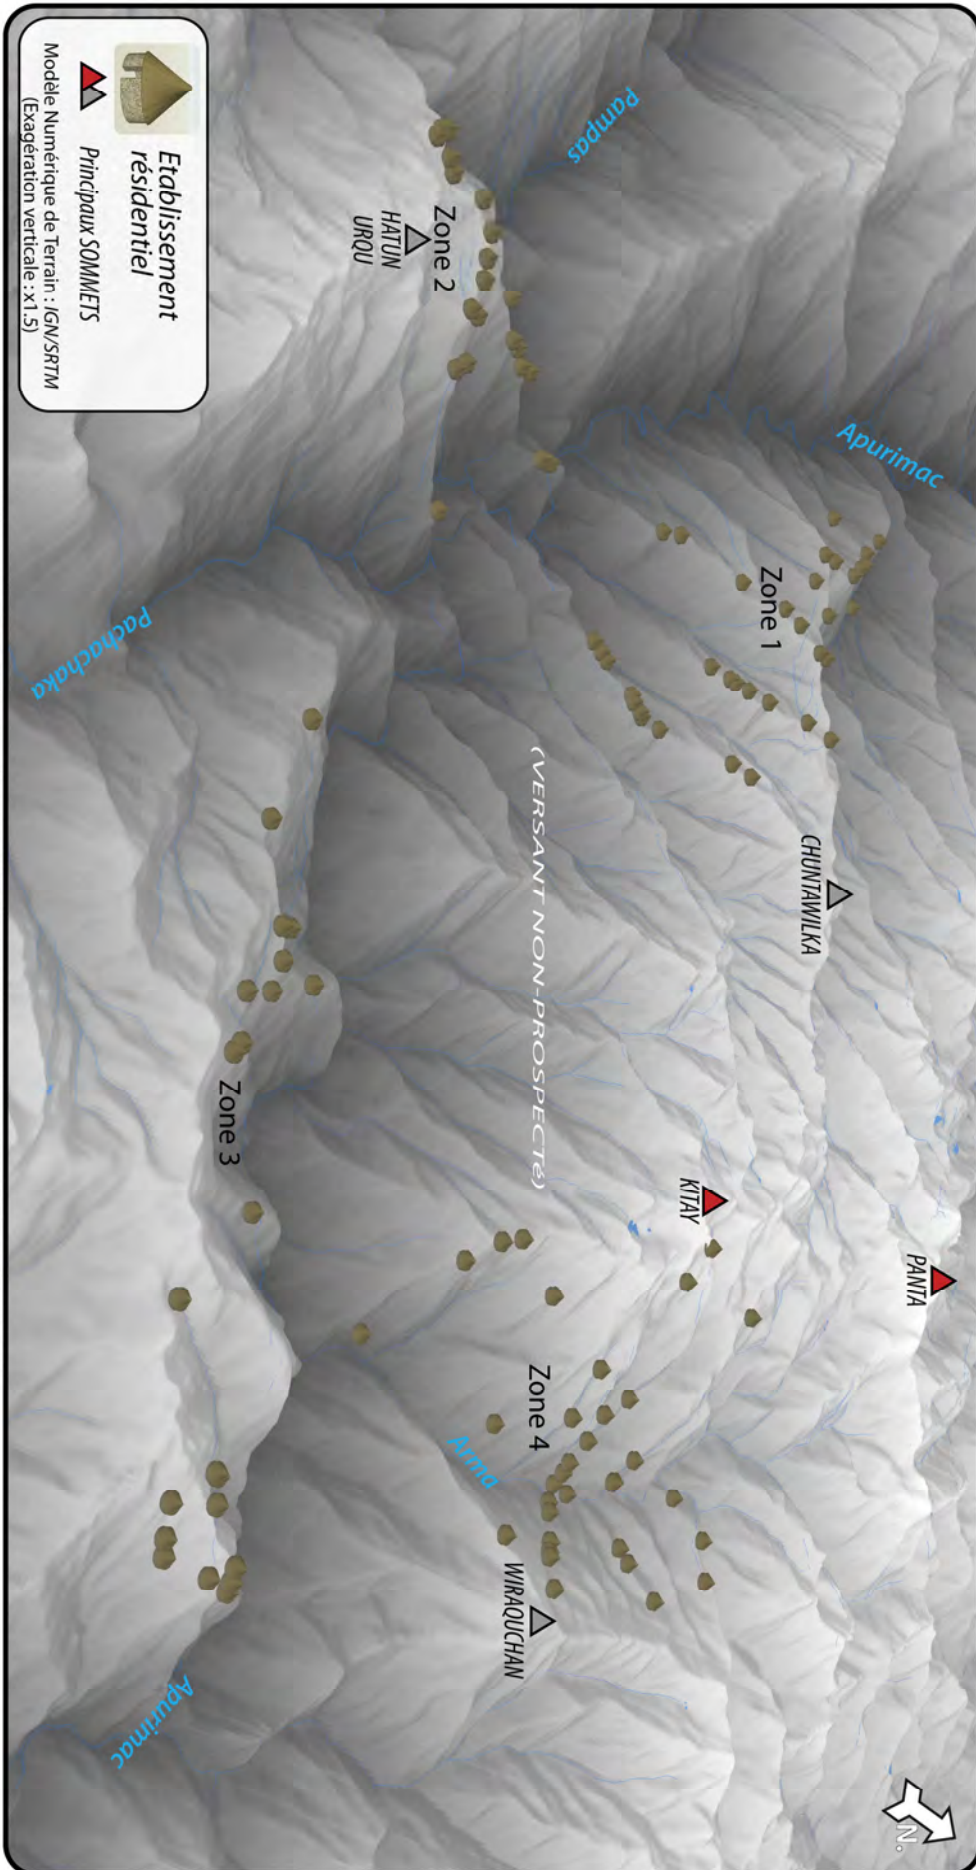 Pampas
Apurimac
Zone 2
HATUN
URQU
Zone 1
Pachachaka
CHUNTAWILKA
(VERSANT NON-PROSPECTé)
KITAY
PANTA
Zone 3
Zone 4
Arma
WIRAQUCHAN
Apurimac
N.
Etablissement
résidentiel
Principaux SOMMETS
Modèle Numérique de Terrain : IGN/SRTM
(Exagération verticale : x1.5)